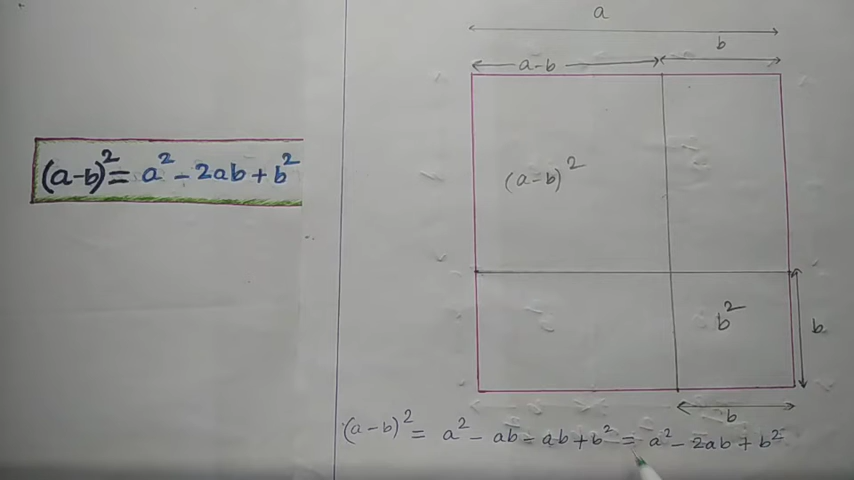 (a-b)² = a² - 2ab + b²
a
b
a-b
(a-b)²
b²
b
b
(a-b)² = a² - ab - ab + b² = a² - 2ab + b²